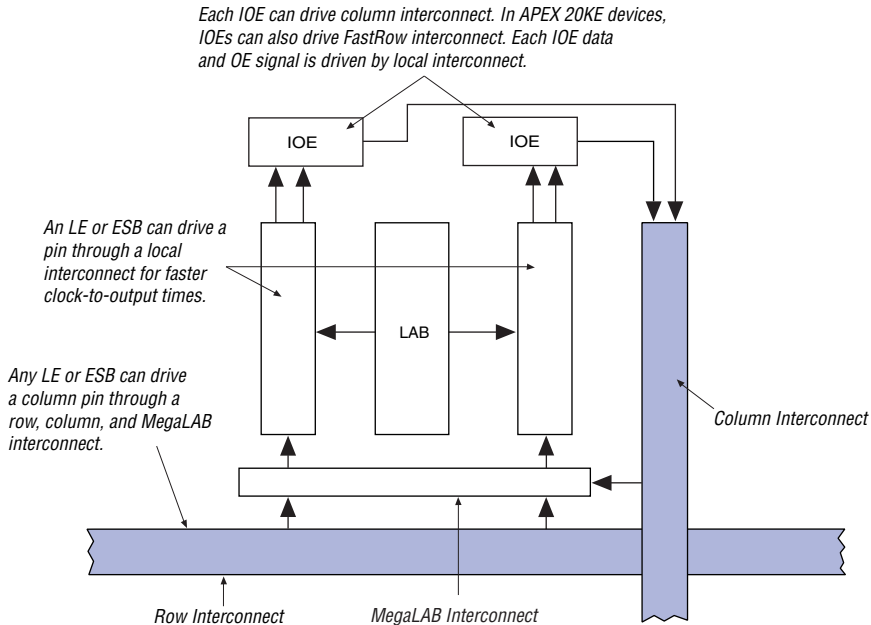 Each IOE can drive column interconnect. In APEX 20KE devices,
IOEs can also drive FastRow interconnect. Each IOE data
and OE signal is driven by local interconnect.
IOE
IOE
An LE or ESB can drive a
pin through a local
interconnect for faster
clock-to-output times.
LAB
Any LE or ESB can drive
a column pin through a
row, column, and MegaLAB
interconnect.
Column Interconnect
Row Interconnect
MegaLAB Interconnect